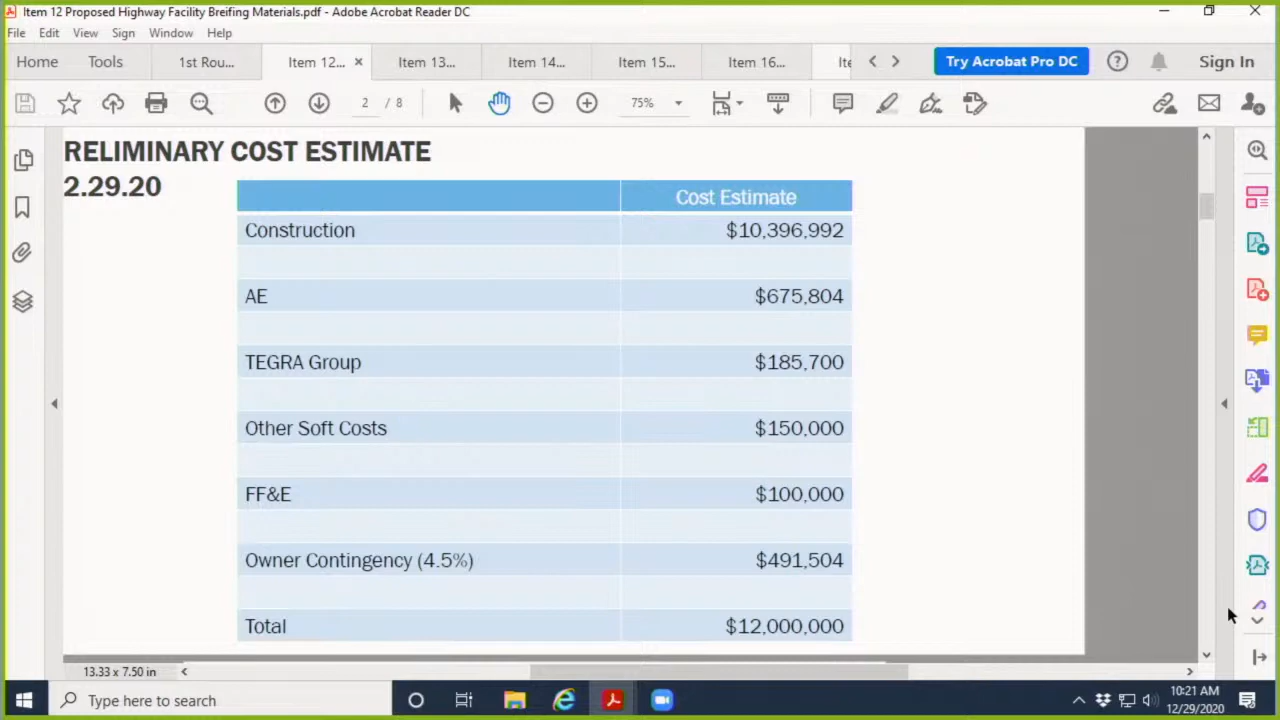 Item 12 Proposed Highway Facility Breifing Materials.pdf - Adobe Acrobat Reader DC
File Edit View Sign Window Help
Home Tools 1st Rou... Item 12... × Item 13... Item 14... Item 15... Item 16... Ite Try Acrobat Pro DC Sign In
2 / 8 75%
RELIMINARY COST ESTIMATE
2.29.20
Cost Estimate
Construction $10,396,992
AE $675,804
TEGRA Group $185,700
Other Soft Costs $150,000
FF&E $100,000
Owner Contingency (4.5%) $491,504
Total $12,000,000
13.33 x 7.50 in
Type here to search
10:21 AM
12/29/2020